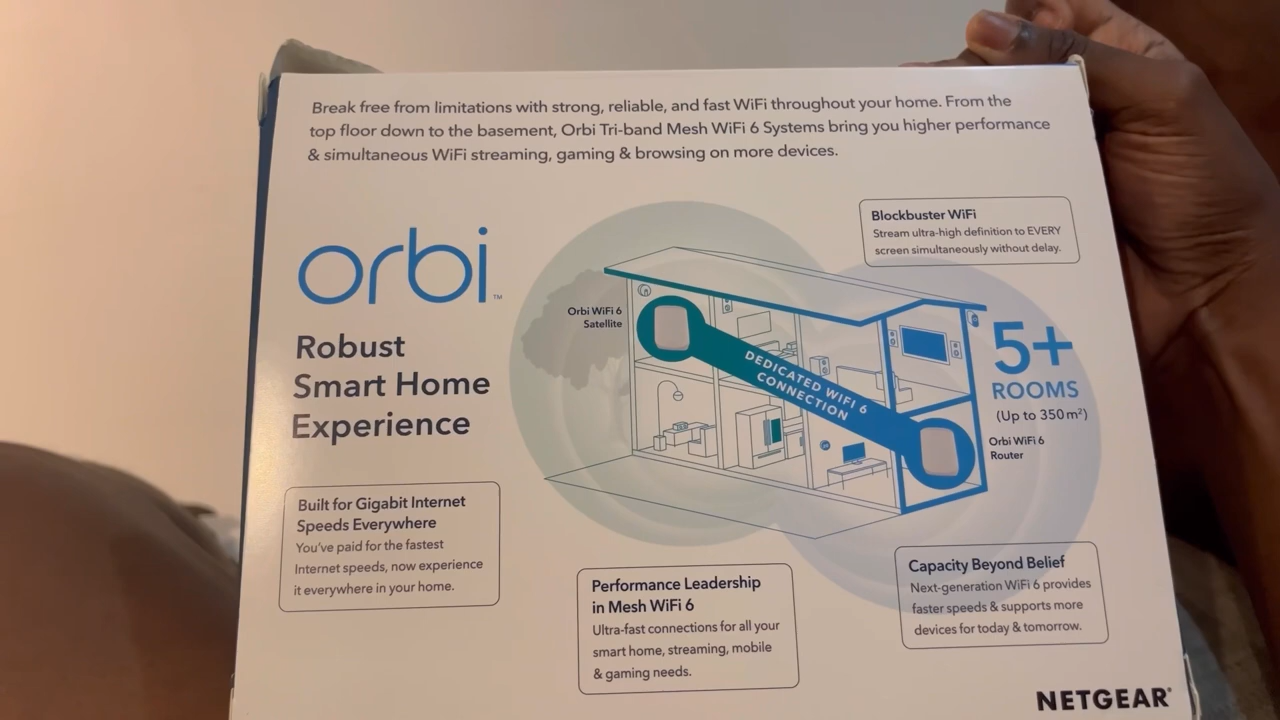 Break free from limitations with strong, reliable, and fast WiFi throughout your home. From the
top floor down to the basement, Orbi Tri-band Mesh WiFi 6 Systems bring you higher performance
& simultaneous WiFi streaming, gaming & browsing on more devices.
orbi™
Robust
Smart Home
Experience
Blockbuster WiFi
Stream ultra-high definition to EVERY
screen simultaneously without delay.
Orbi WiFi 6
Satellite
DEDICATED WIFI 6
CONNECTION
5+
ROOMS
(Up to 350m²)
Orbi WiFi 6
Router
Built for Gigabit Internet
Speeds Everywhere
You've paid for the fastest
Internet speeds, now experience
it everywhere in your home.
Performance Leadership
in Mesh WiFi 6
Ultra-fast connections for all your
smart home, streaming, mobile
& gaming needs.
Capacity Beyond Belief
Next-generation WiFi 6 provides
faster speeds & supports more
devices for today & tomorrow.
NETGEAR®